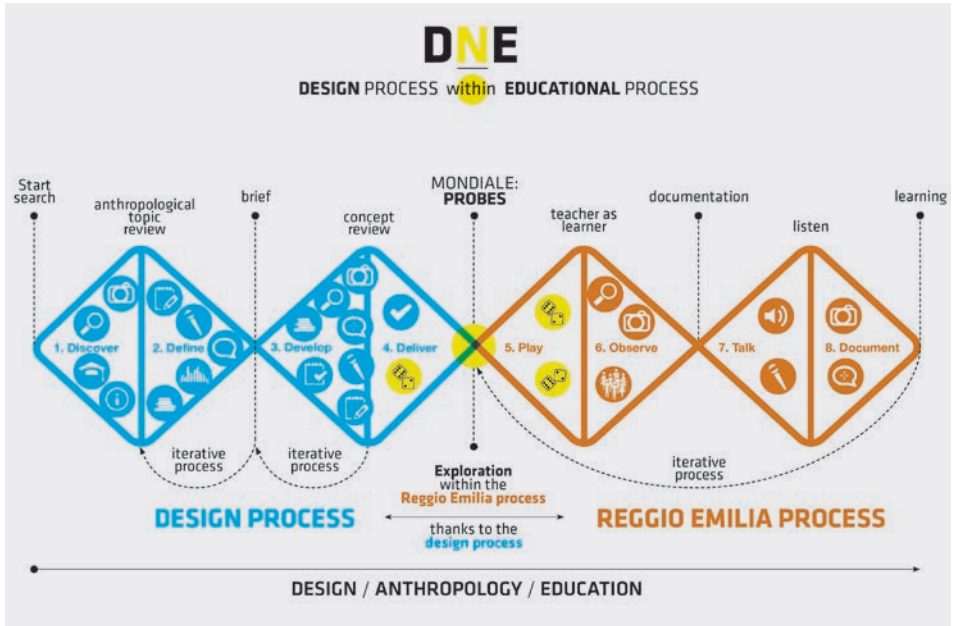 DNE
DESIGN PROCESS within EDUCATIONAL PROCESS
Start
search
anthropological
topic
review
brief
concept
review
MONDIALE:
PROBES
teacher as
learner
documentation
listen
learning
1. Discover
2. Define
3. Develop
4. Deliver
5. Play
6. Observe
7. Talk
8. Document
iterative
process
iterative
process
iterative
process
Exploration
within the
Reggio Emilia process
thanks to the
design process
DESIGN PROCESS
REGGIO EMILIA PROCESS
DESIGN / ANTHROPOLOGY / EDUCATION